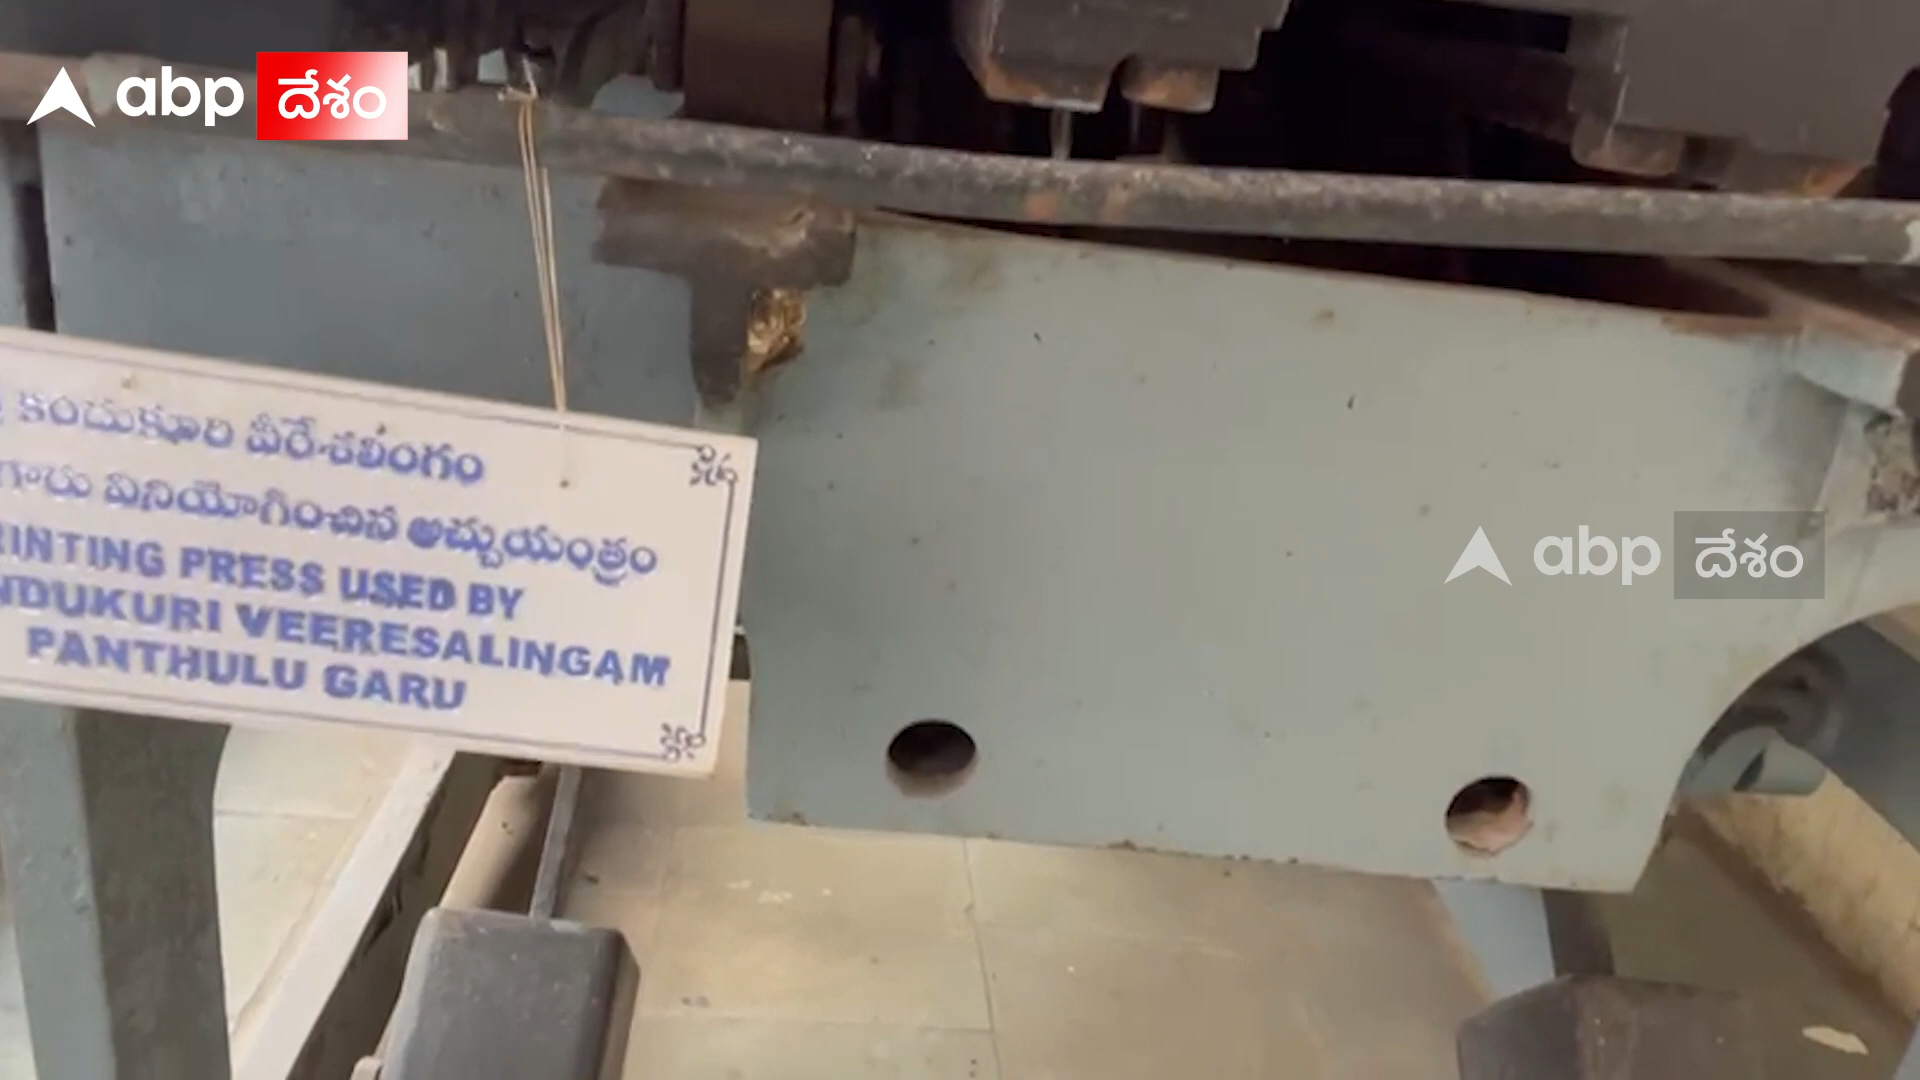 abp దేశం
కందుకూరి వీరేశలింగం
గారు వినియోగించిన అచ్చుయంత్రం
RINTING PRESS USED BY
NDUKURI VEERESALINGAM
PANTHULU GARU
abp దేశం